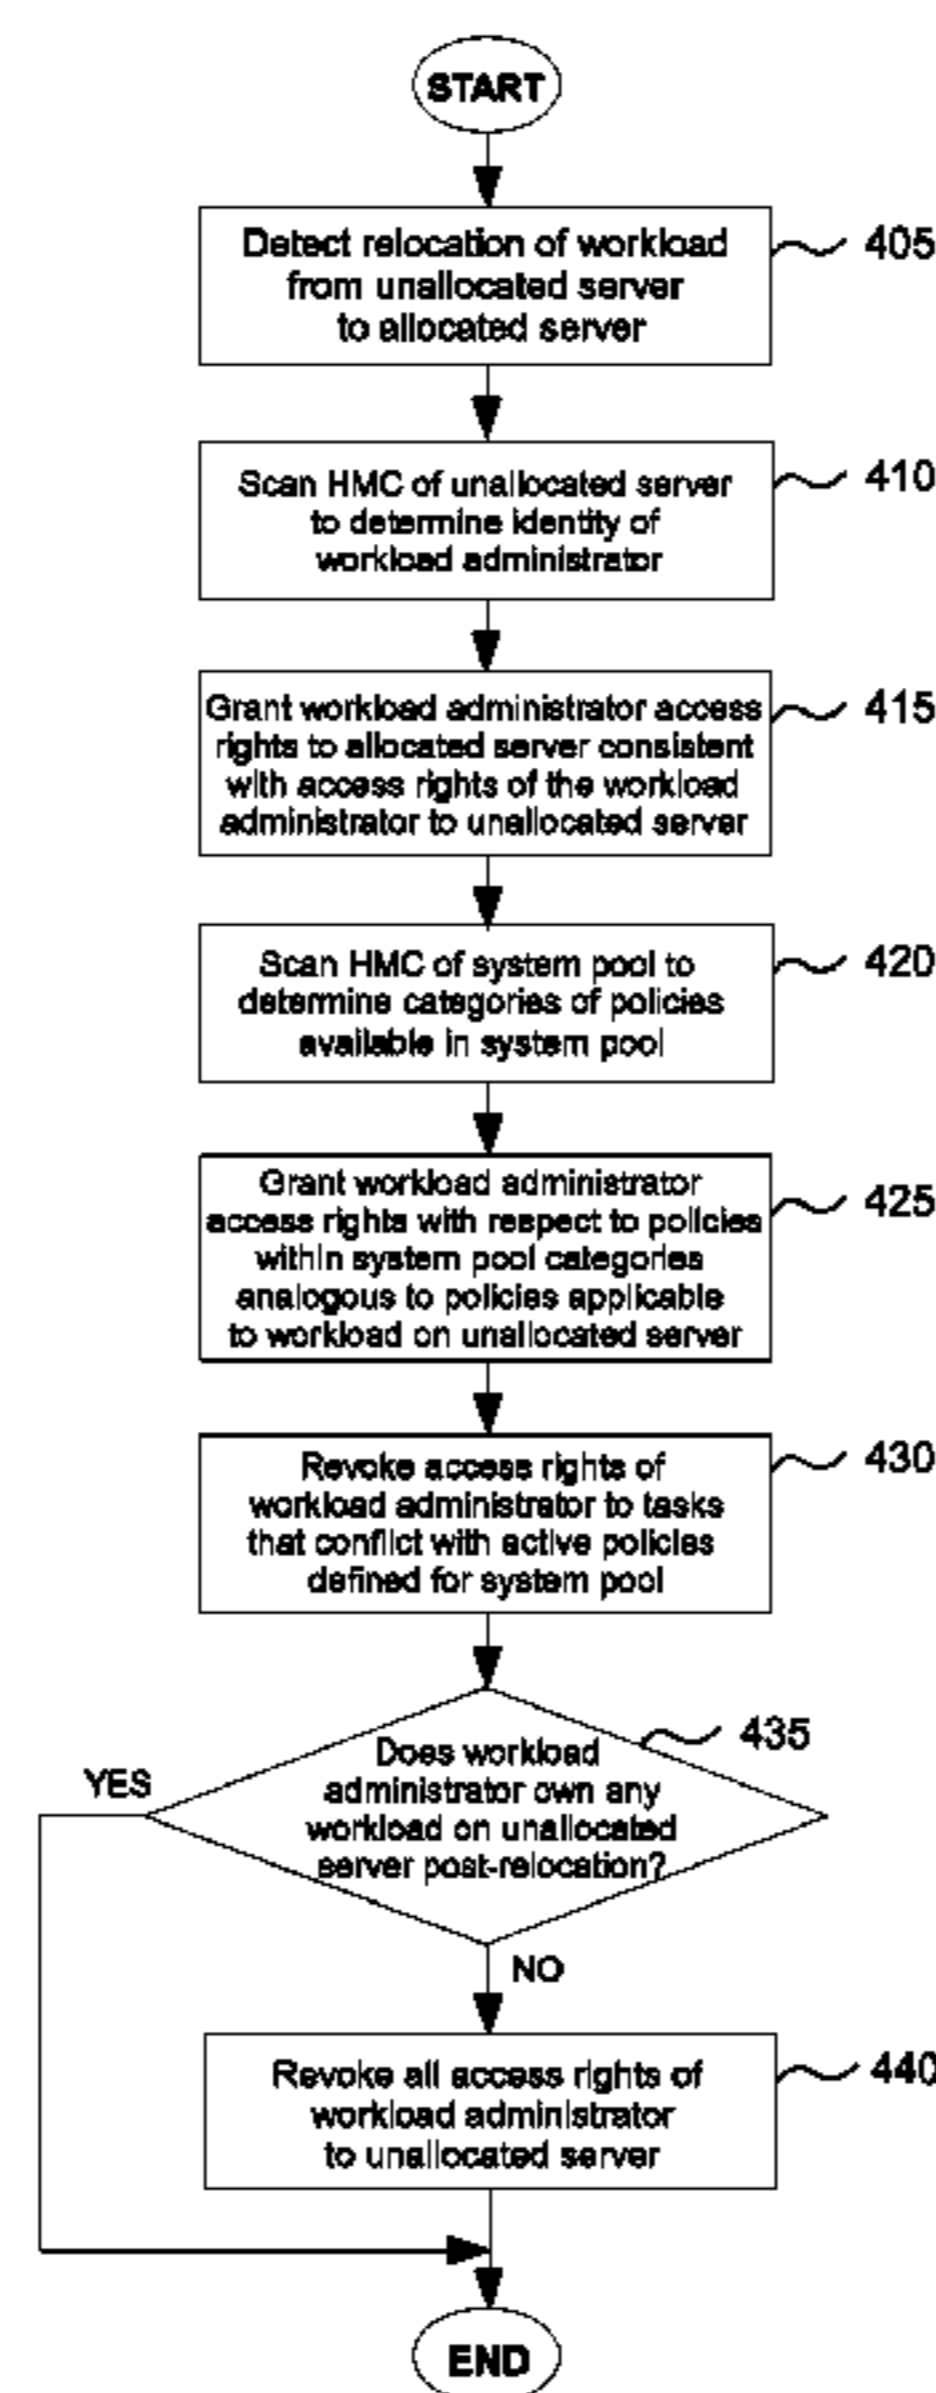 START
Detect relocation of workload
from unallocated server
to allocated server
405
Scan HMC of unallocated server
to determine identity of
workload administrator
410
Grant workload administrator access
rights to allocated server consistent
with access rights of the workload
administrator to unallocated server
415
Scan HMC of system pool to
determine categories of policies
available in system pool
420
Grant workload administrator
access rights with respect to policies
within system pool categories
analogous to policies applicable
to workload on unallocated server
425
Revoke access rights of
workload administrator to tasks
that conflict with active policies
defined for system pool
430
Does workload
administrator own any
workload on unallocated
server post-relocation?
435
YES
NO
Revoke all access rights of
workload administrator
to unallocated server
440
END